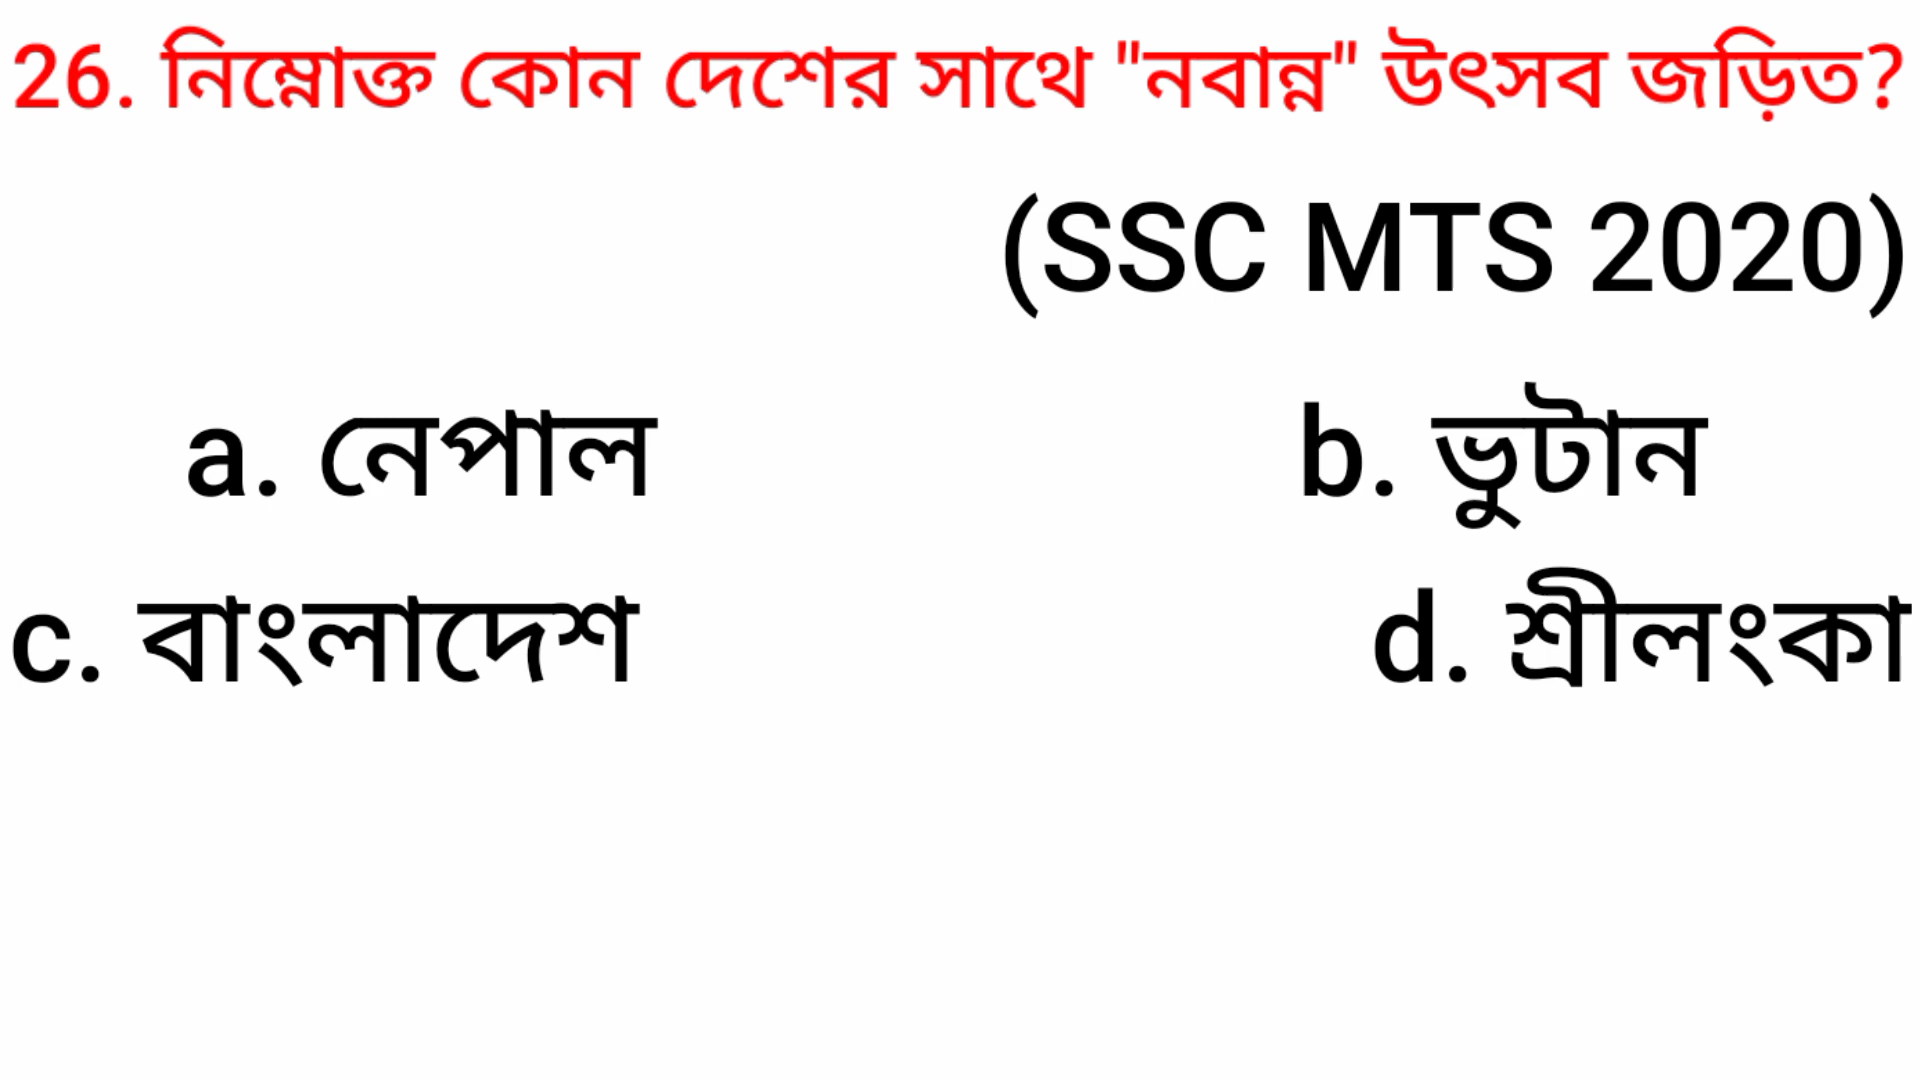 26. নিম্নোক্ত কোন দেশের সাথে "নবান্ন" উৎসব জড়িত?
(SSC MTS 2020)
a. নেপাল b. ভুটান
c. বাংলাদেশ d. শ্রীলংকা